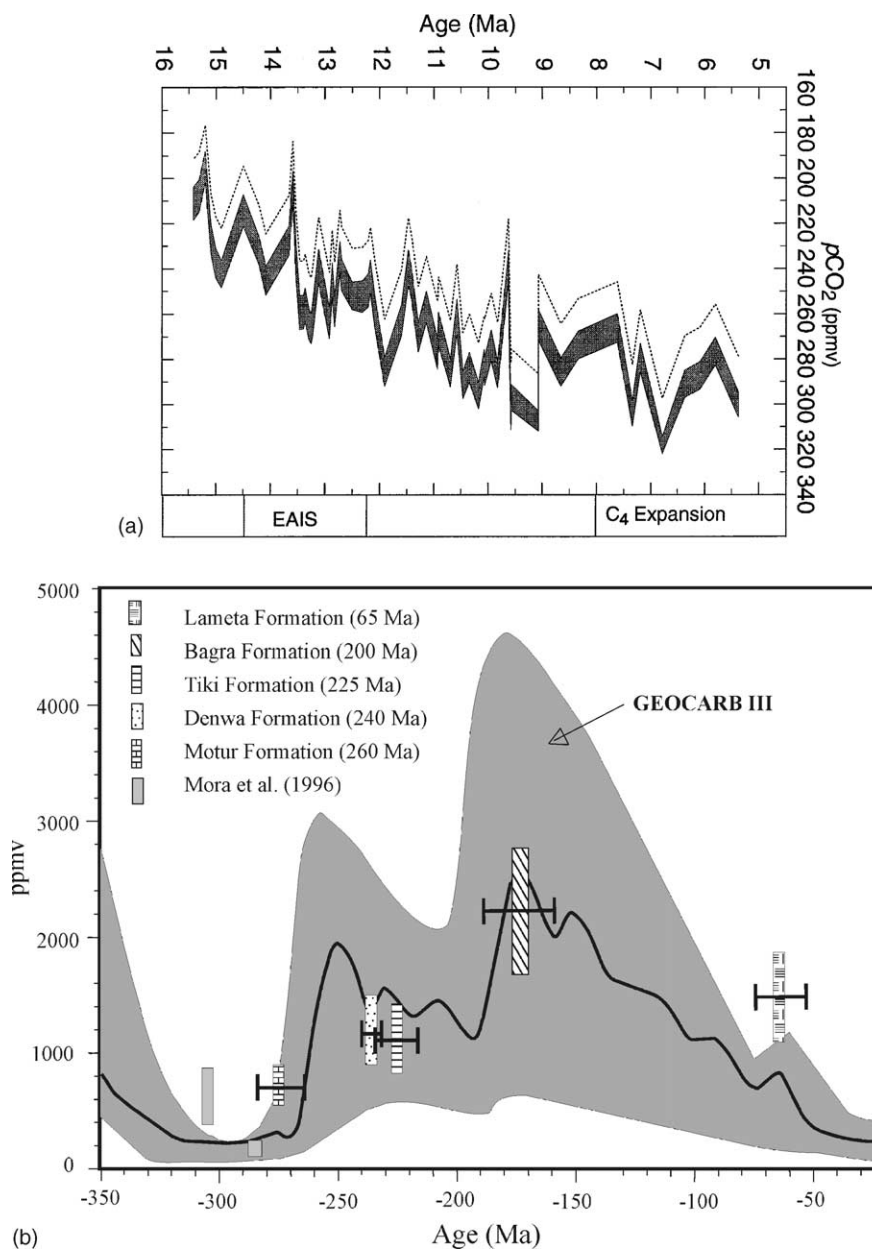 Age (Ma)
16 15 14 13 12 11 10 9 8 7 6 5
160
180
200
220
240
260
280
300
320
340
pCO2 (ppmv)
(a) EAIS C4 Expansion
5000
4000
3000
2000
1000
0
ppmv
Lameta Formation (65 Ma)
Bagra Formation (200 Ma)
Tiki Formation (225 Ma)
Denwa Formation (240 Ma)
Motur Formation (260 Ma)
Mora et al. (1996)
GEOCARB III
-350 -300 -250 -200 -150 -100 -50
(b) Age (Ma)